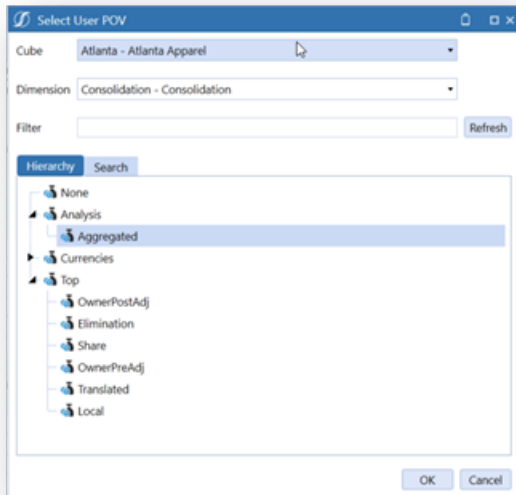 Select User POV
Cube Atlanta - Atlanta Apparel
Dimension Consolidation - Consolidation
Filter Refresh
Hierarchy Search
None
Analysis
Aggregated
Currencies
Top
OwnerPostAdj
Elimination
Share
OwnerPreAdj
Translated
Local
OK Cancel